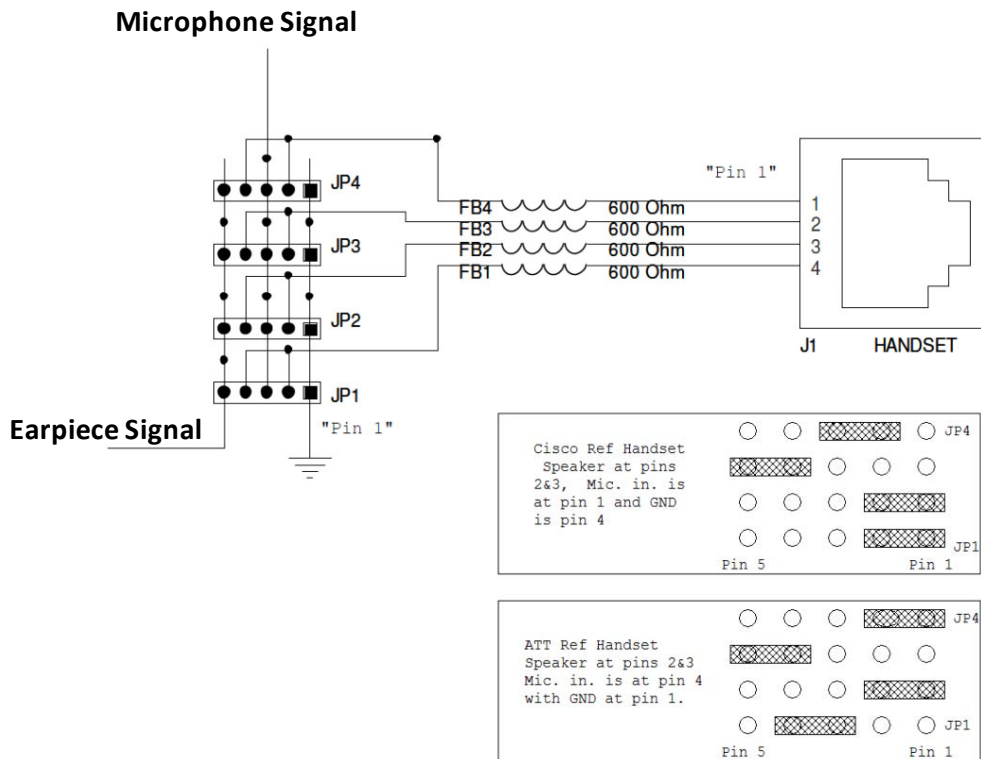 Microphone Signal
"Pin 1"
JP4
FB4
600 Ohm
1
FB3
600 Ohm
2
JP3
FB2
600 Ohm
3
FB1
600 Ohm
4
JP2
J1
HANDSET
JP1
Earpiece Signal
"Pin 1"
Cisco Ref Handset
Speaker at pins
2&3, Mic. in. is
at pin 1 and GND
is pin 4
JP4
JP1
Pin 5
Pin 1
ATT Ref Handset
Speaker at pins 2&3
Mic. in. is at pin 4
with GND at pin 1.
JP4
JP1
Pin 5
Pin 1